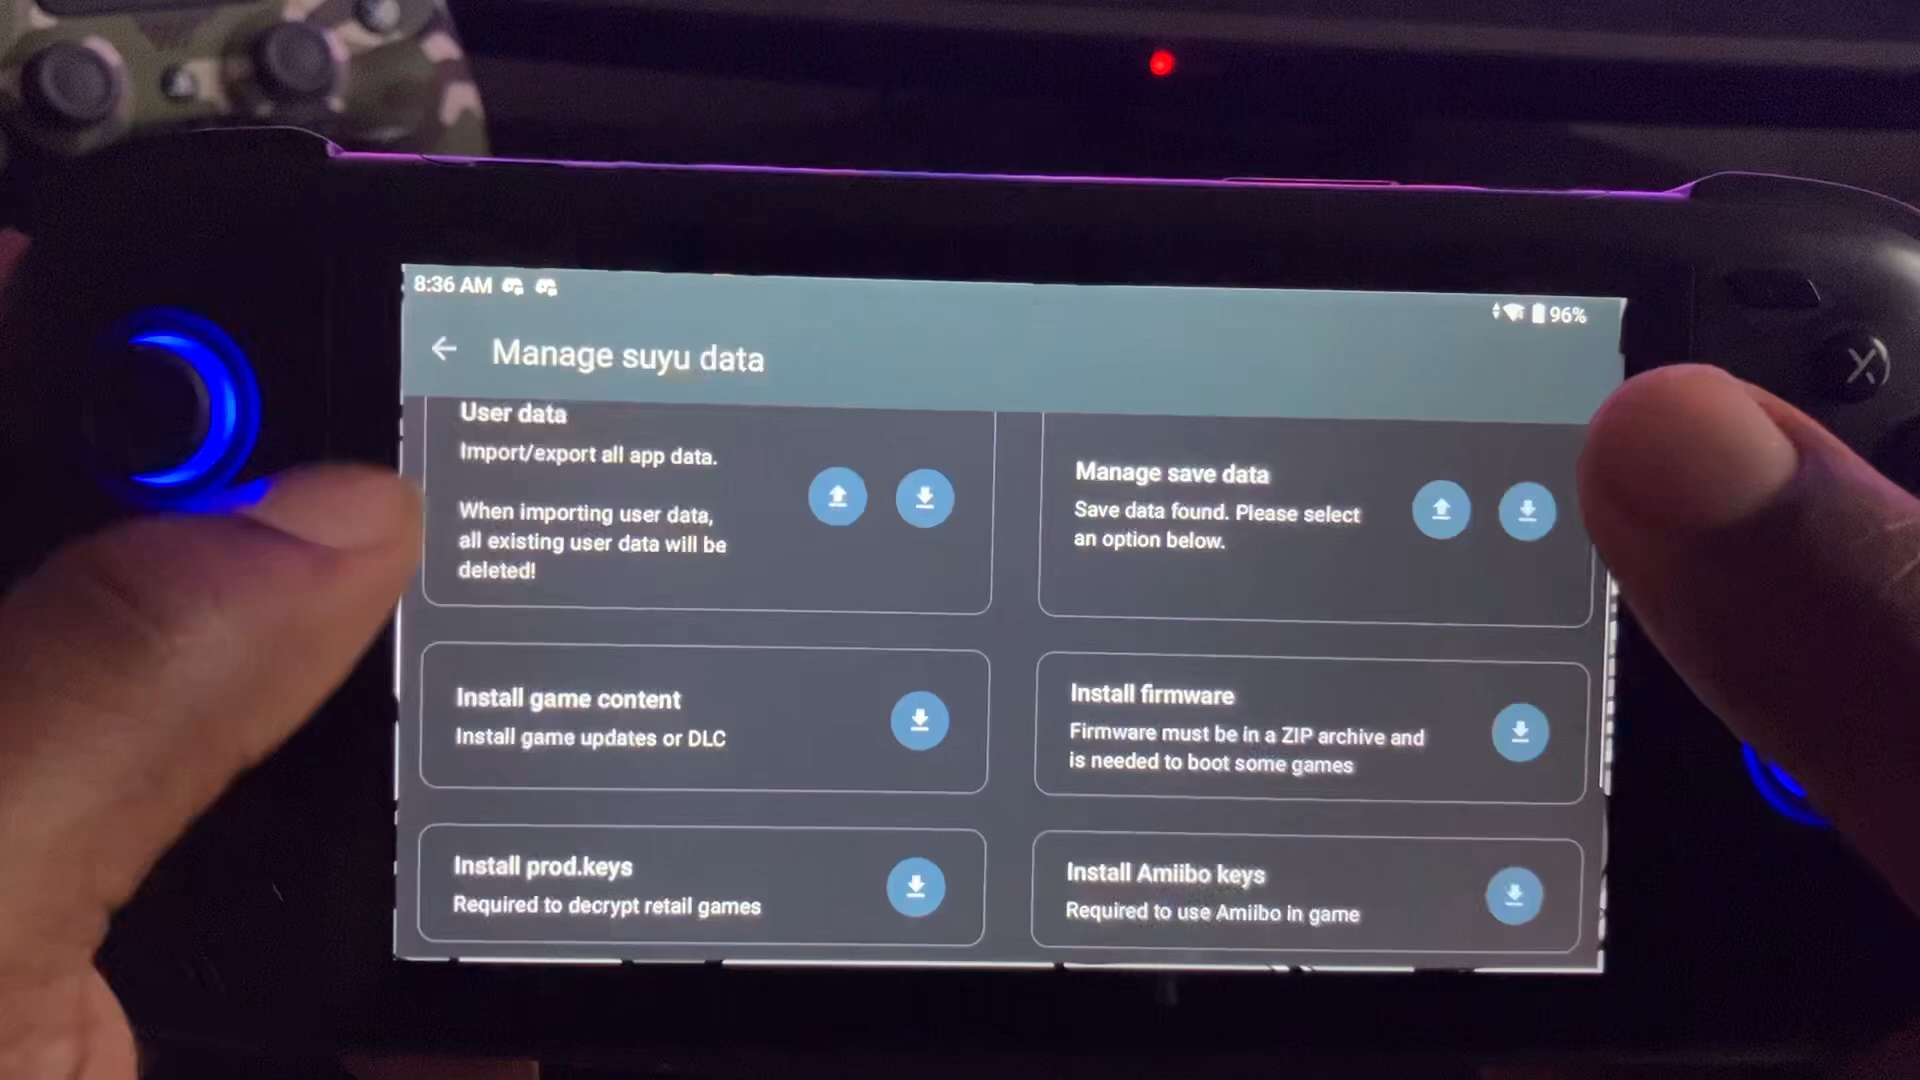 8:36 AM
96%
Manage suyu data
User data
Import/export all app data.
When importing user data,
all existing user data will be
deleted!
Manage save data
Save data found. Please select
an option below.
Install game content
Install game updates or DLC
Install firmware
Firmware must be in a ZIP archive and
is needed to boot some games
Install prod.keys
Required to decrypt retail games
Install Amiibo keys
Required to use Amiibo in game
X